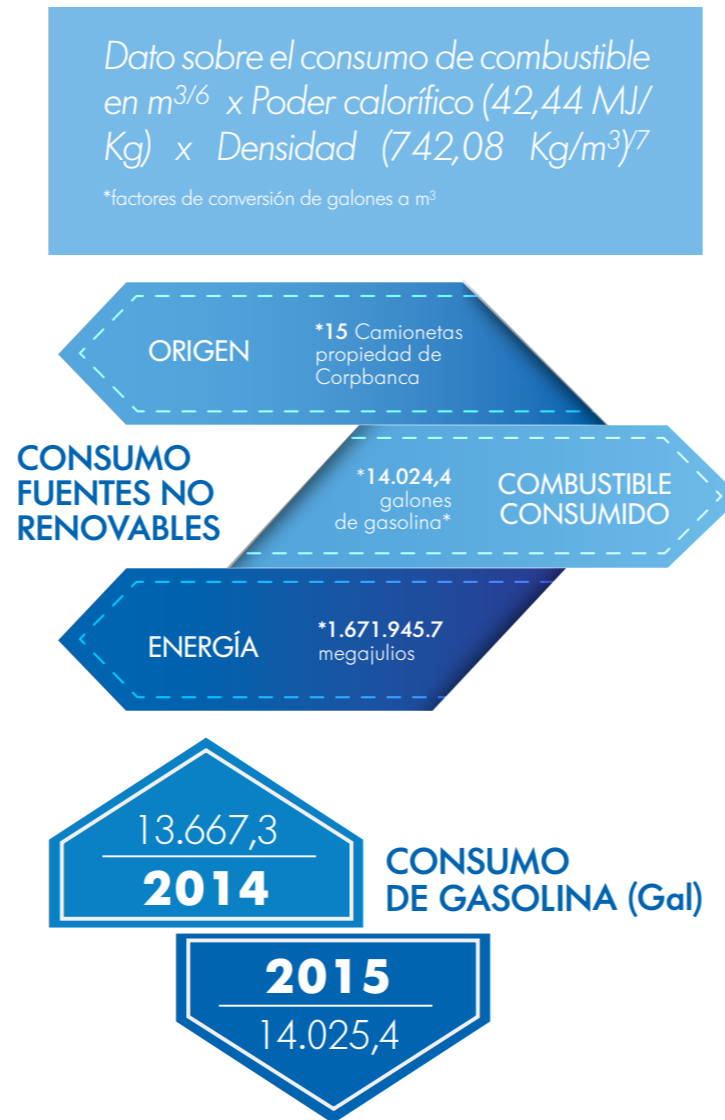 Dato sobre el consumo de combustible
en m3/6 x Poder calorífico (42,44 MJ/
Kg) x Densidad (742,08 Kg/m3)/7
*factores de conversión de galones a m3
ORIGEN
*15 Camionetas
propiedad de
Corpbanca
CONSUMO
FUENTES NO
RENOVABLES
*14.024,4
galones
de gasolina*
COMBUSTIBLE
CONSUMIDO
ENERGÍA
*1.671.945.7
megajulios
13.667,3
2014
CONSUMO
DE GASOLINA (Gal)
2015
14.025,4